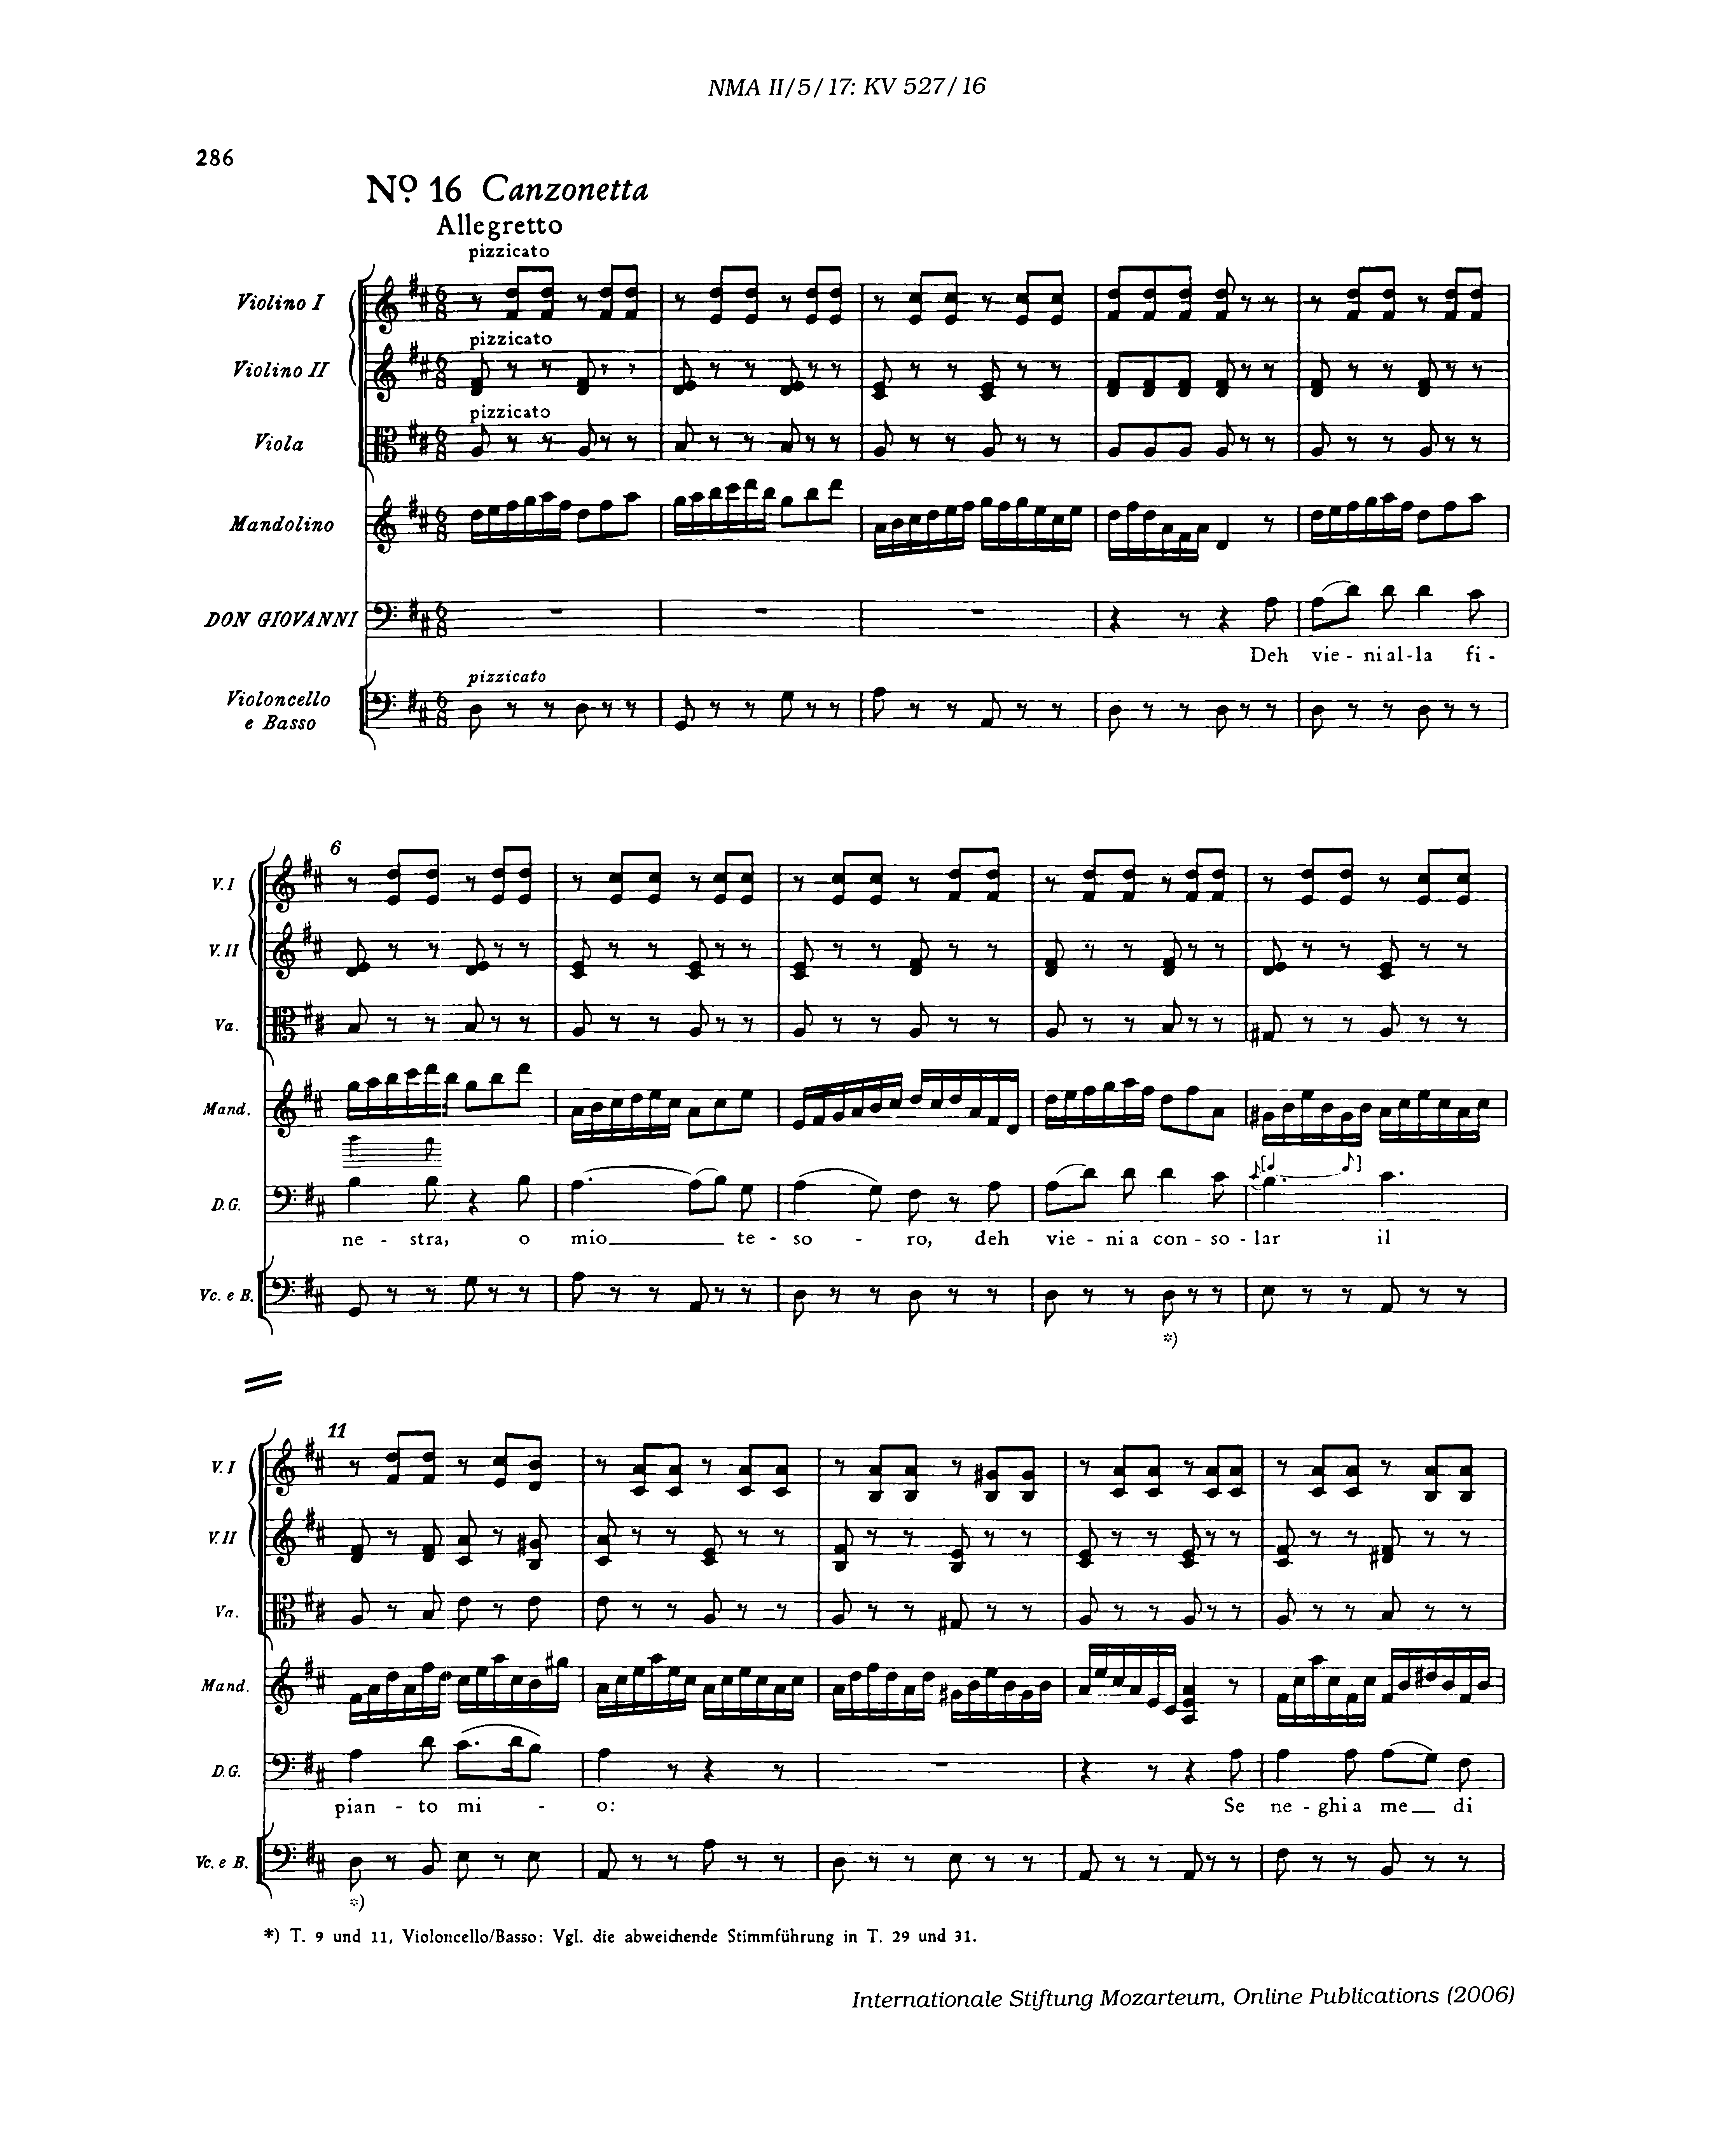 NMA II/5/17: KV 527/16
286
No. 16 Canzonetta
Allegretto
pizzicato
Violino I
pizzicato
Violino II
pizzicato
Viola
Mandolino
DON GIOVANNI
Deh vie - ni al - la fi -
pizzicato
Violoncello
e Basso
6
V. I
V. II
Va.
Mand.
D.G.
ne - stra, o mio te - so - ro, deh vie - ni a con - so - lar il
Vc. e B.
*)
11
V. I
V. II
Va.
Mand.
D.G.
pian - to mi - o: Se ne - ghi a me di
Vc. e B.
*)
*) T. 9 und 11, Violoncello/Basso: Vgl. die abweichende Stimmführung in T. 29 und 31.
Internationale Stiftung Mozarteum, Online Publications (2006)